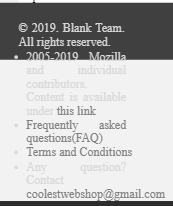 © 2019. Blank Team.
All rights reserved.
2005-2019 Mozilla
and individual
contributors.
Content is available
under this link
Frequently asked
questions(FAQ)
Terms and Conditions
Any question?
Contact
coolestwebshop@gmail.com